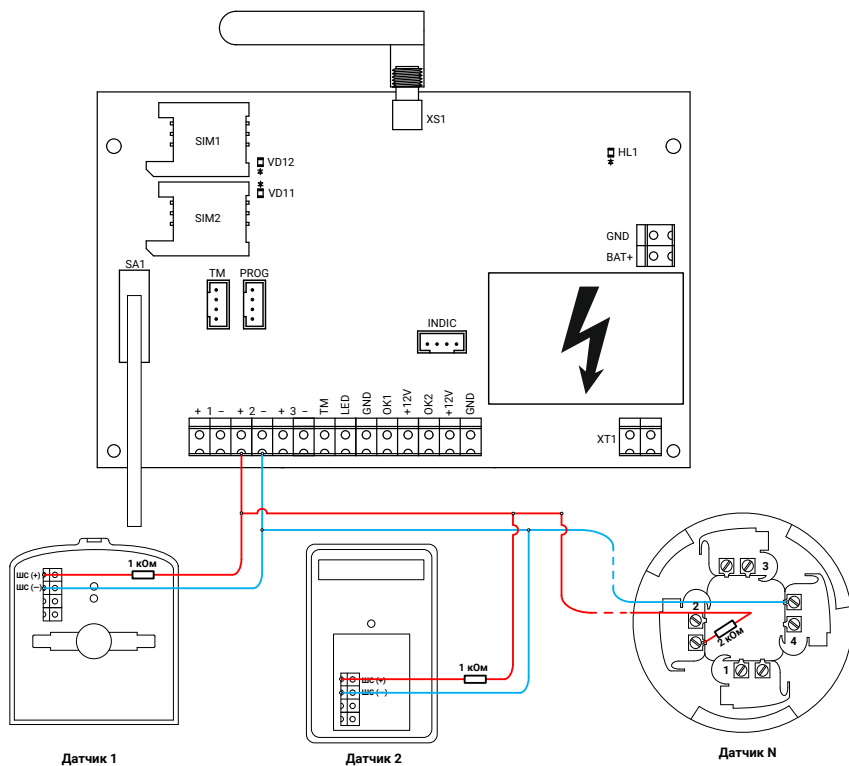 XS1
SIM1
HL1
VD12
VD11
SIM2
GND
BAT+
SA1
TM PROG
INDIC
+ 1 − + 2 − + 3 − TM LED GND OK1 +12V OK2 +12V GND
XT1
1 кОм
ШС (+)
ШС (−)
3
2
2 кОм
4
1
1 кОм
ШС (+)
ШС (−)
Датчик 1
Датчик 2
Датчик N